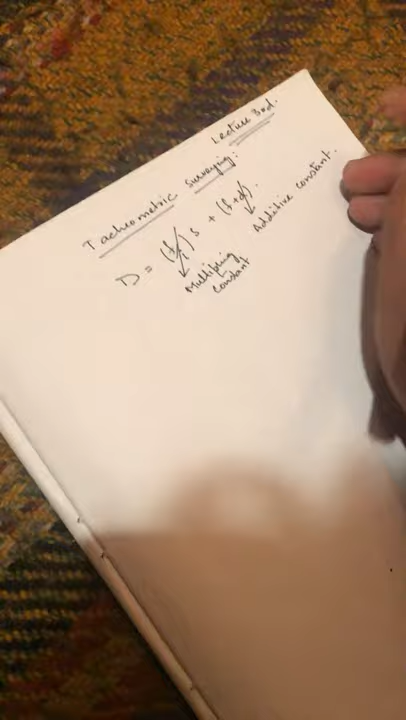 Lecture 3rd.
Tacheometric Surveying:
D = (f/i) s + (f+d).
Multiplying constant
Additive constant.